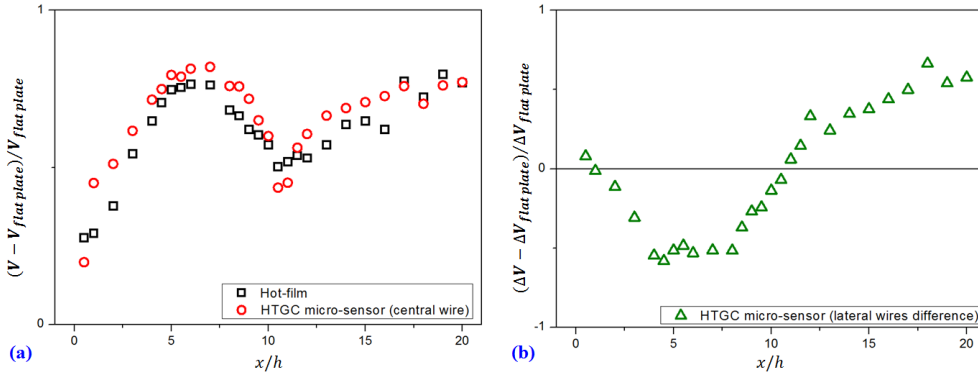 1
(V − V_flat plate)/V_flat plate
0
Hot-film
HTGC micro-sensor (central wire)
0 5 10 15 20
x/h
(a)
1
(ΔV − ΔV_flat plate)/ΔV_flat plate
0
-1
HTGC micro-sensor (lateral wires difference)
0 5 10 15 20
x/h
(b)